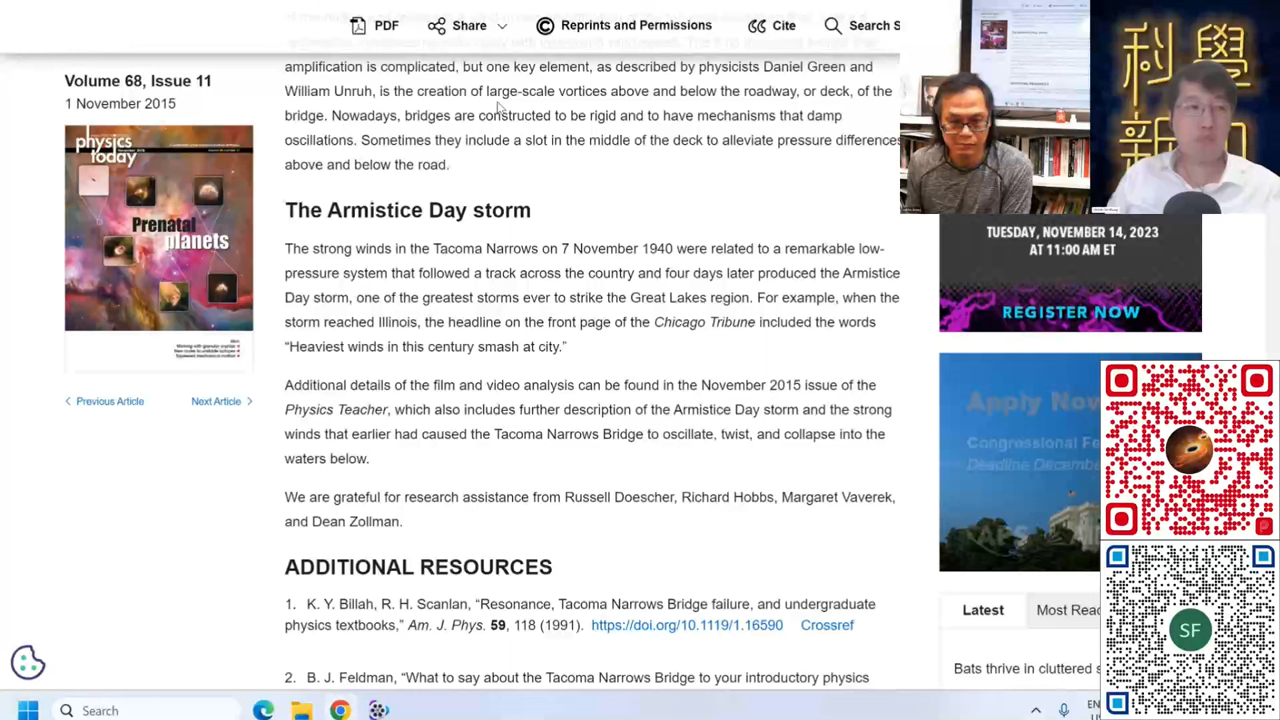 PDF
Share
Reprints and Permissions
Cite
Search S
Volume 68, Issue 11
1 November 2015
physics today
Prenatal
planets
Previous Article
Next Article
amplification is complicated, but one element, as described by physicists Daniel Green and
William Unruh, is the creation of large-scale vortices above and below the roadway, or deck, of the
bridge. Nowadays, bridges are constructed to be rigid and to have mechanisms that damp
oscillations. Sometimes they include a slot in the middle of the deck to alleviate pressure differences
above and below the road.
The Armistice Day storm
The strong winds in the Tacoma Narrows on 7 November 1940 were related to a remarkable low-
pressure system that followed a track across the country and four days later produced the Armistice
Day storm, one of the greatest storms ever to strike the Great Lakes region. For example, when the
storm reached Illinois, the headline on the front page of the Chicago Tribune included the words
“Heaviest winds in this century smash at city.”
Additional details of the film and video analysis can be found in the November 2015 issue of the
Physics Teacher, which also includes further description of the Armistice Day storm and the strong
winds that earlier had caused the Tacoma Narrows Bridge to oscillate, twist, and collapse into the
waters below.
We are grateful for research assistance from Russell Doescher, Richard Hobbs, Margaret Vaverek,
and Dean Zollman.
ADDITIONAL RESOURCES
1. K. Y. Billah, R. H. Scanlan, “Resonance, Tacoma Narrows Bridge failure, and undergraduate
physics textbooks,” Am. J. Phys. 59, 118 (1991). https://doi.org/10.1119/1.16590 Crossref
2. B. J. Feldman, “What to say about the Tacoma Narrows Bridge to your introductory physics
科學
新
TUESDAY, NOVEMBER 14, 2023
AT 11:00 AM ET
REGISTER NOW
Apply Now
Congressional Fe
Deadline Decembe
SF
Latest
Most Read
Bats thrive in cluttered s
Search
EN